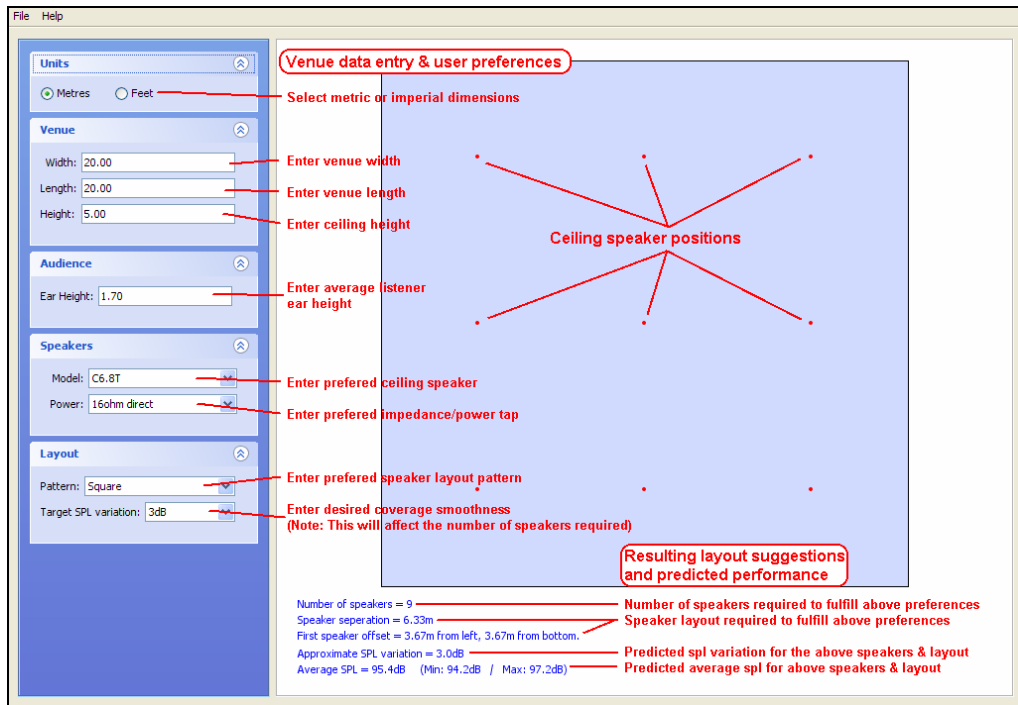 File Help
Venue data entry & user preferences
Units
Metres Feet
Select metric or imperial dimensions
Venue
Width: 20.00
Enter venue width
Length: 20.00
Enter venue length
Height: 5.00
Enter ceiling height
Ceiling speaker positions
Audience
Ear Height: 1.70
Enter average listener
ear height
Speakers
Model: C6.8T
Enter prefered ceiling speaker
Power: 16ohm direct
Enter prefered impedance/power tap
Layout
Pattern: Square
Enter prefered speaker layout pattern
Target SPL variation: 3dB
Enter desired coverage smoothness
(Note: This will affect the number of speakers required)
Resulting layout suggestions
and predicted performance
Number of speakers = 9
Number of speakers required to fulfill above preferences
Speaker seperation = 6.33m
Speaker layout required to fulfill above preferences
First speaker offset = 3.67m from left, 3.67m from bottom.
Approximate SPL variation = 3.0dB
Predicted spl variation for the above speakers & layout
Average SPL = 95.4dB (Min: 94.2dB / Max: 97.2dB)
Predicted average spl for above speakers & layout